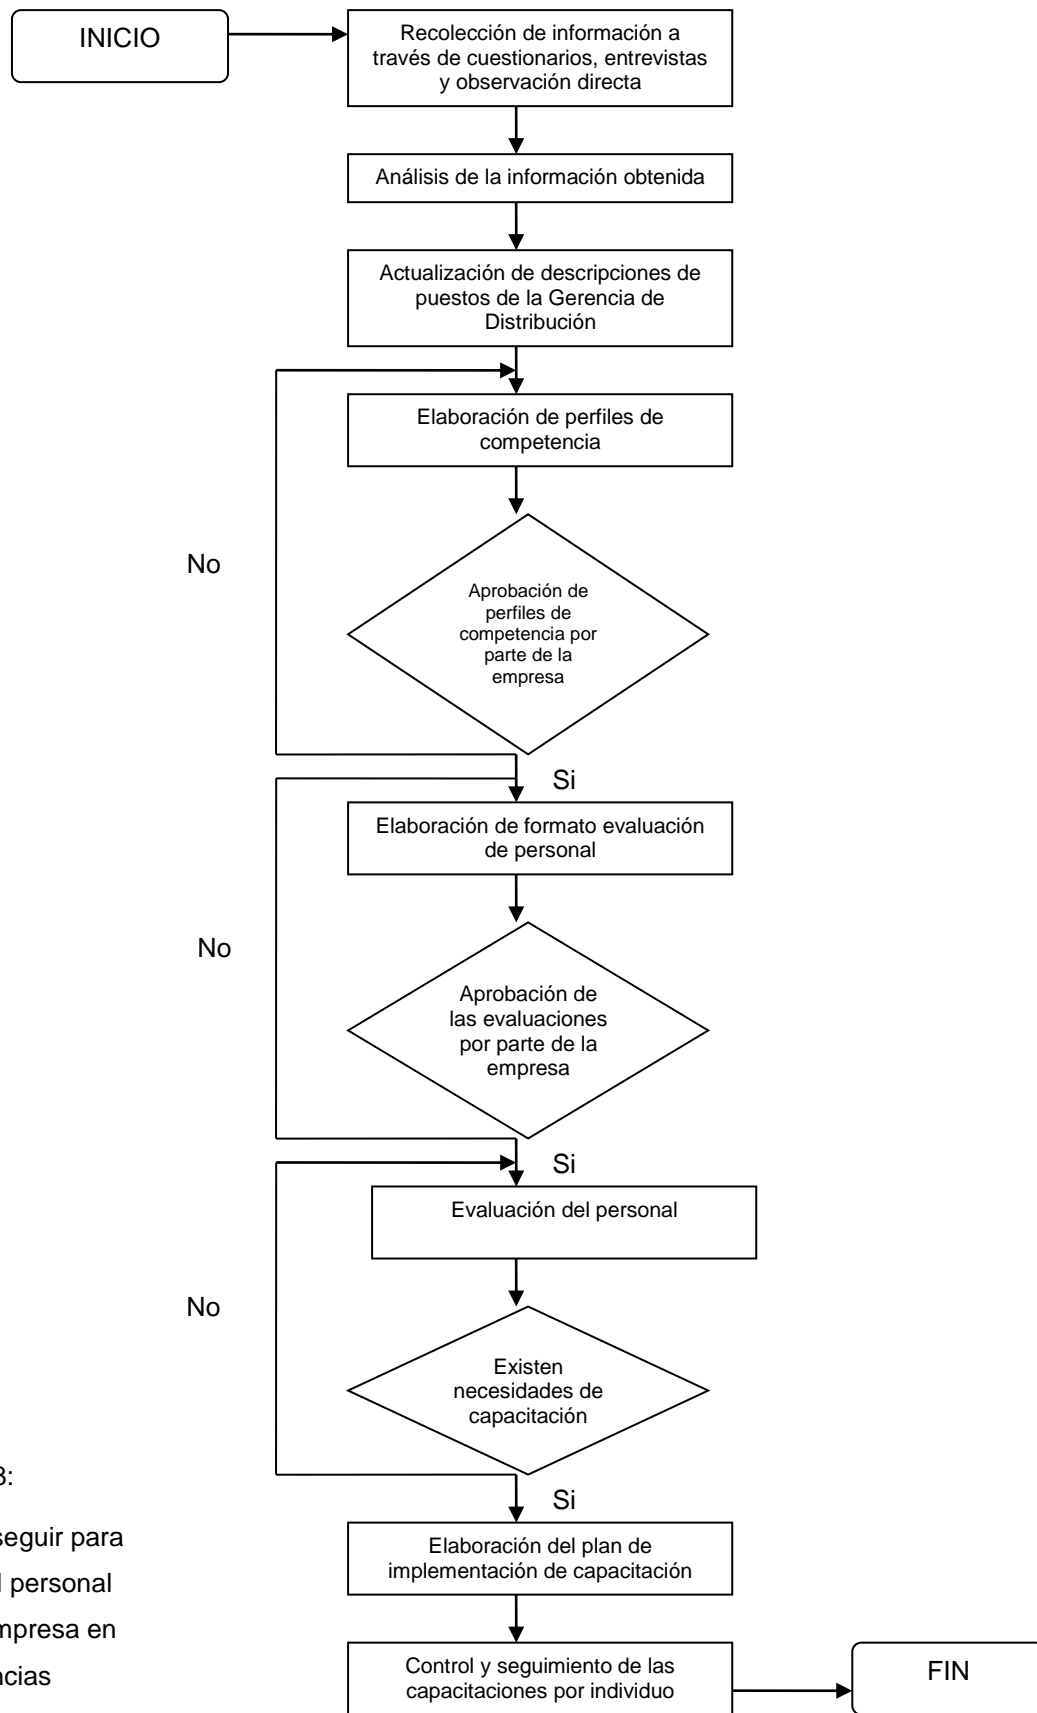 INICIO
Recolección de información a
través de cuestionarios, entrevistas
y observación directa
Análisis de la información obtenida
Actualización de descripciones de
puestos de la Gerencia de
Distribución
Elaboración de perfiles de
competencia
No
Aprobación de
perfiles de
competencia por
parte de la
empresa
Si
Elaboración de formato evaluación
de personal
No
Aprobación de
las evaluaciones
por parte de la
empresa
Si
Evaluación del personal
No
Existen
necesidades de
capacitación
Si
Elaboración del plan de
implementación de capacitación
Control y seguimiento de las
capacitaciones por individuo
FIN
3:
seguir para
l personal
mpresa en
ncias